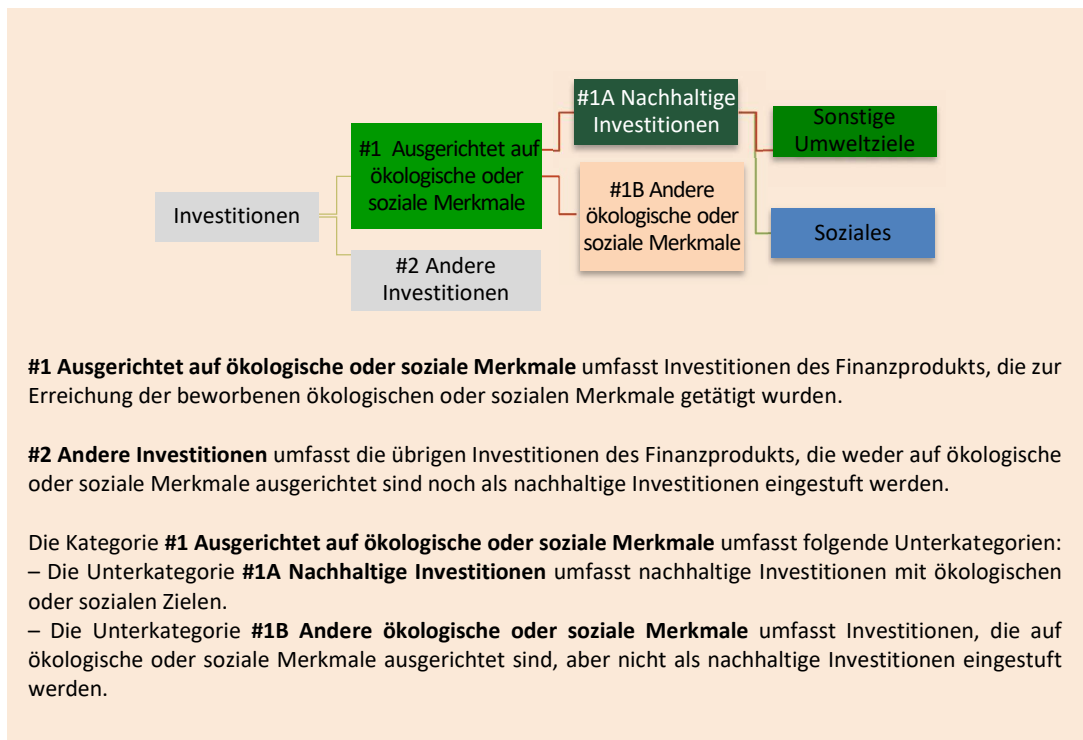 #1A Nachhaltige
Investitionen
Sonstige
Umweltziele
#1 Ausgerichtet auf
ökologische oder
soziale Merkmale
#1B Andere
ökologische oder
soziale Merkmale
Investitionen
Soziales
#2 Andere
Investitionen
#1 Ausgerichtet auf ökologische oder soziale Merkmale umfasst Investitionen des Finanzprodukts, die zur
Erreichung der beworbenen ökologischen oder sozialen Merkmale getätigt wurden.
#2 Andere Investitionen umfasst die übrigen Investitionen des Finanzprodukts, die weder auf ökologische
oder soziale Merkmale ausgerichtet sind noch als nachhaltige Investitionen eingestuft werden.
Die Kategorie #1 Ausgerichtet auf ökologische oder soziale Merkmale umfasst folgende Unterkategorien:
– Die Unterkategorie #1A Nachhaltige Investitionen umfasst nachhaltige Investitionen mit ökologischen
oder sozialen Zielen.
– Die Unterkategorie #1B Andere ökologische oder soziale Merkmale umfasst Investitionen, die auf
ökologische oder soziale Merkmale ausgerichtet sind, aber nicht als nachhaltige Investitionen eingestuft
werden.